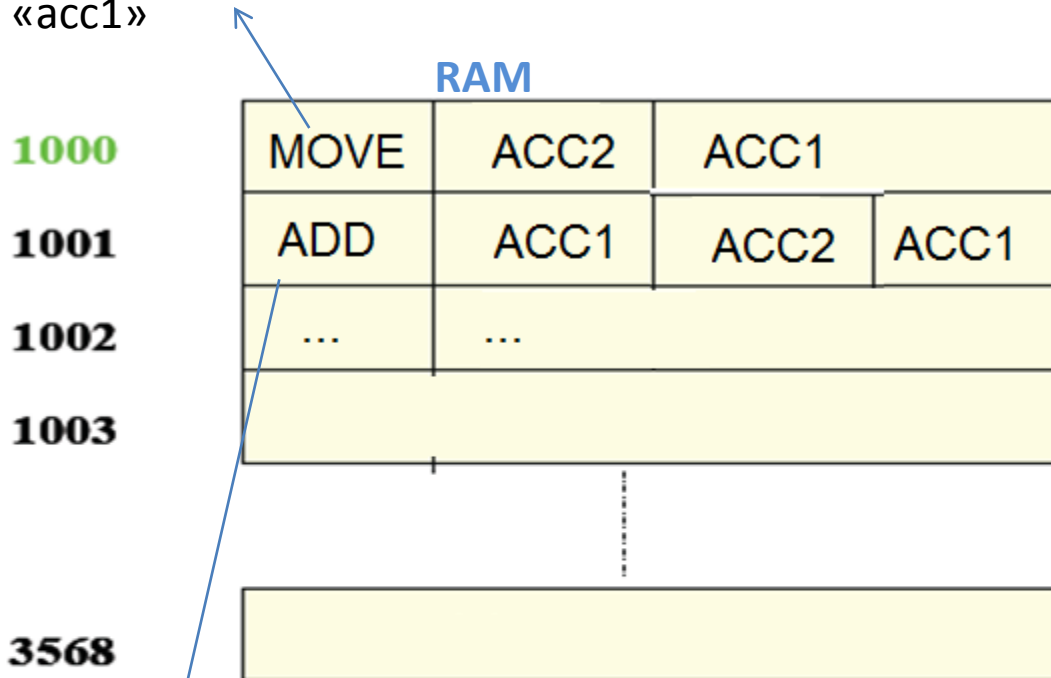 «acc1»
RAM
1000 MOVE ACC2 ACC1
1001 ADD ACC1 ACC2 ACC1
1002 ... ...
1003
3568